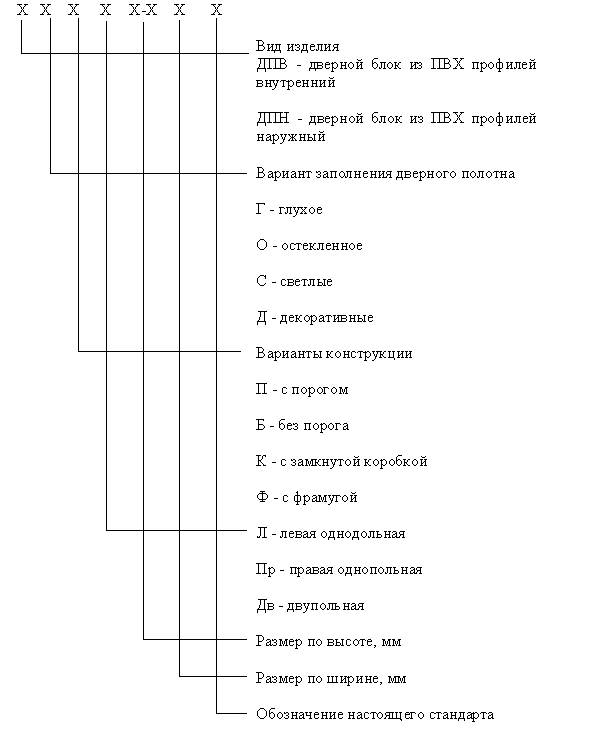 X X X X X-X X X
Вид изделия
ДПВ - дверной блок из ПВХ профилей
внутренний
ДПН - дверной блок из ПВХ профилей
наружный
Вариант заполнения дверного полотна
Г - глухое
О - остекленное
С - светлые
Д - декоративные
Варианты конструкции
П - с порогом
Б - без порога
К - с замкнутой коробкой
Ф - с фрамугой
Л - левая однодольная
Пр - правая однопольная
Дв - двупольная
Размер по высоте, мм
Размер по ширине, мм
Обозначение настоящего стандарта